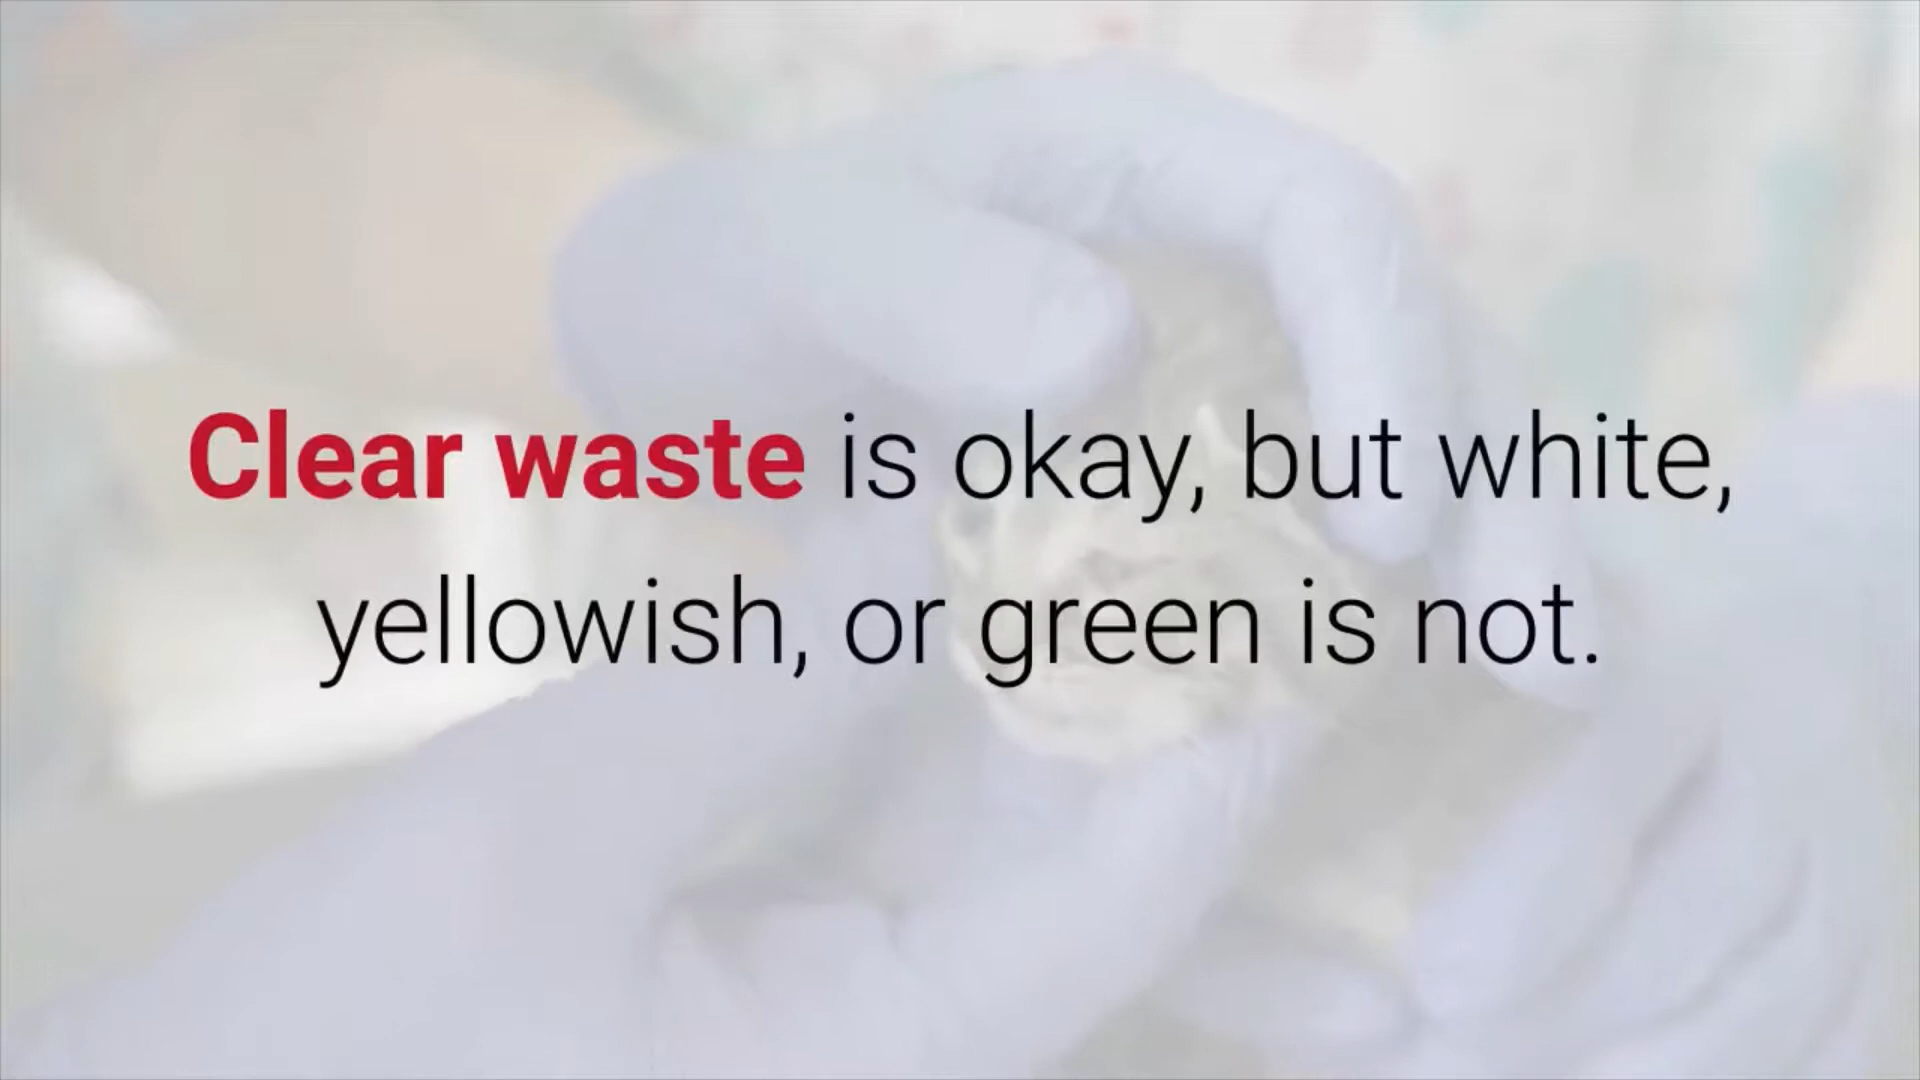 Clear waste is okay, but white,
yellowish, or green is not.